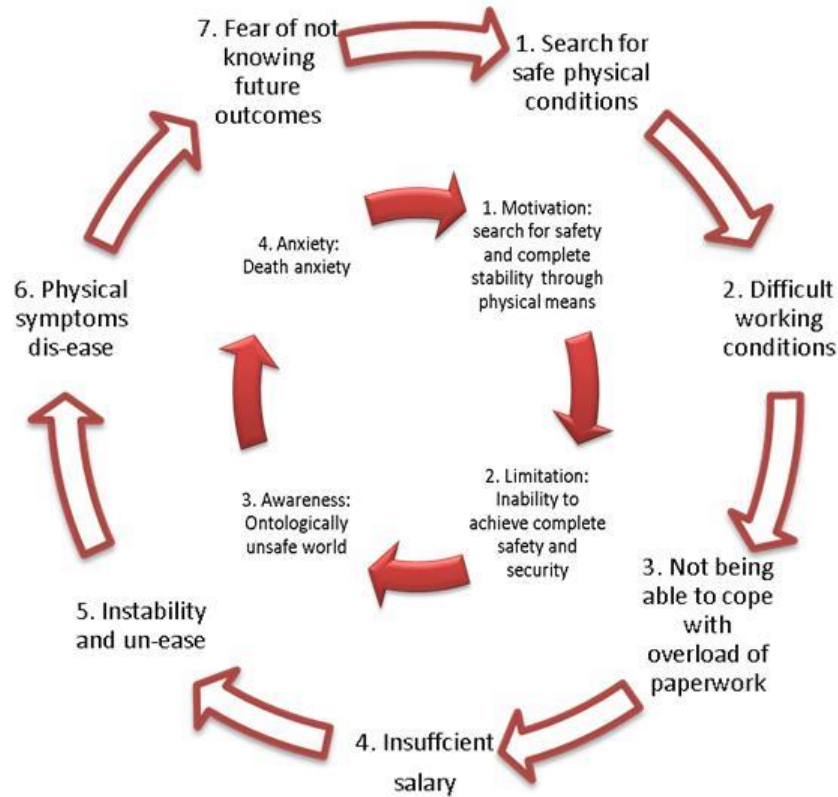 1. Search for
safe physical
conditions
2. Difficult
working
conditions
3. Not being
able to cope
with
overload of
paperwork
4. Insuffcient
salary
5. Instability
and un-ease
6. Physical
symptoms
dis-ease
7. Fear of not
knowing
future
outcomes
1. Motivation:
search for safety
and complete
stability through
physical means
2. Limitation:
Inability to
achieve complete
safety and
security
3. Awareness:
Ontologically
unsafe world
4. Anxiety:
Death anxiety